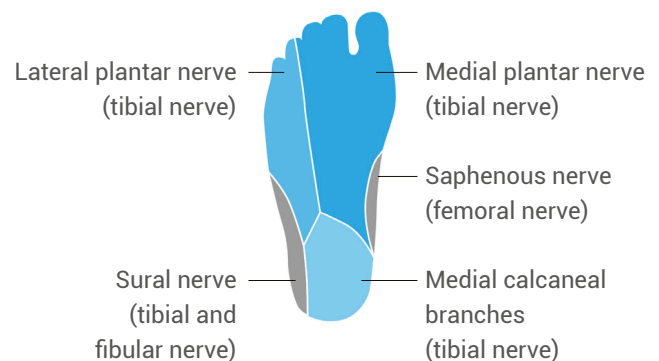 Lateral plantar nerve
(tibial nerve)
Medial plantar nerve
(tibial nerve)
Saphenous nerve
(femoral nerve)
Sural nerve
(tibial and
fibular nerve)
Medial calcaneal
branches
(tibial nerve)